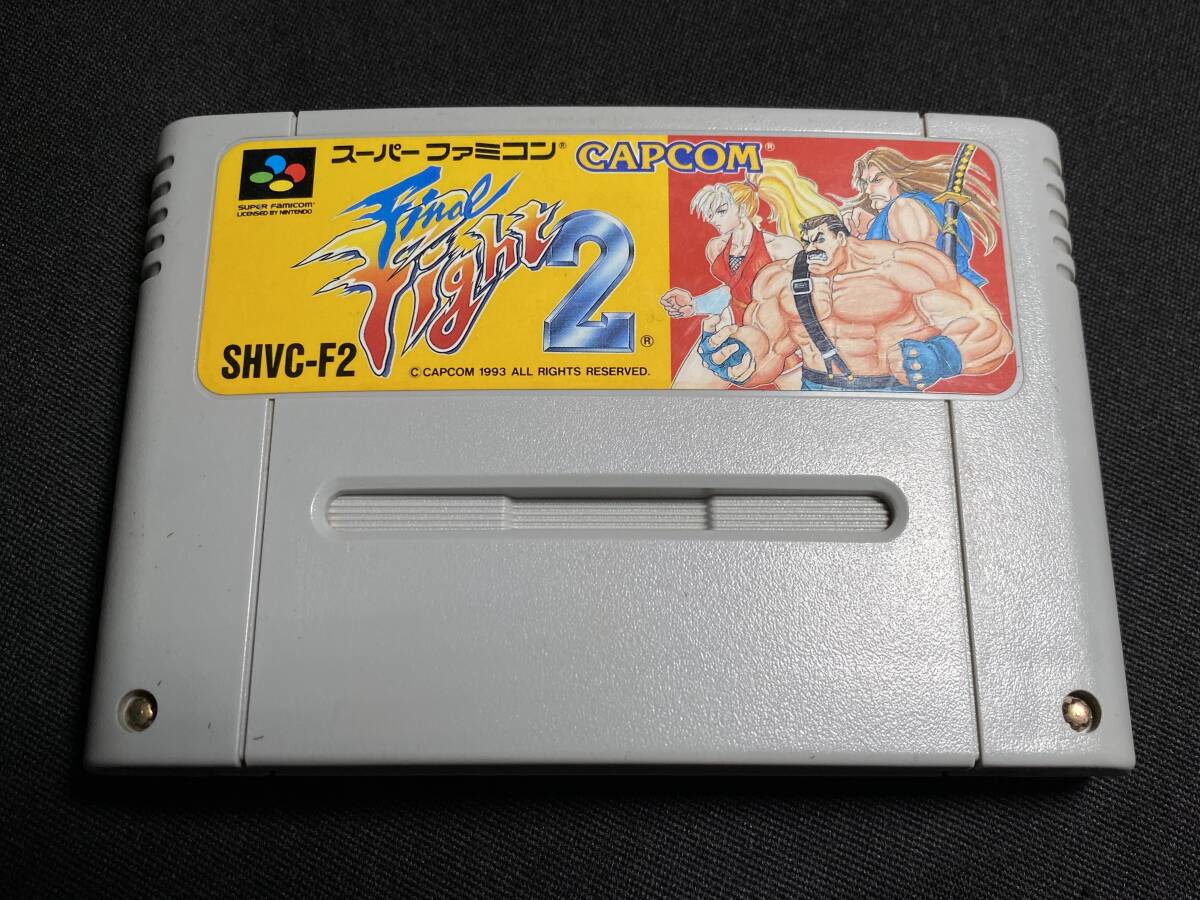 スーパーファミコン® CAPCOM®
SUPER FAMICOM®
LICENSED BY NINTENDO
Final
Fight 2®
SHVC-F2
© CAPCOM 1993 ALL RIGHTS RESERVED.